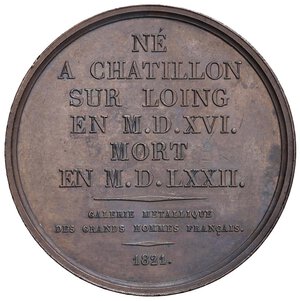 NÉ
A CHATILLON
SUR LOING
EN M.D.XVI.
MORT
EN M.D.LXXII.
GALERIE METALLIQUE
DES GRANDS HOMMES FRANÇAIS.
1821.